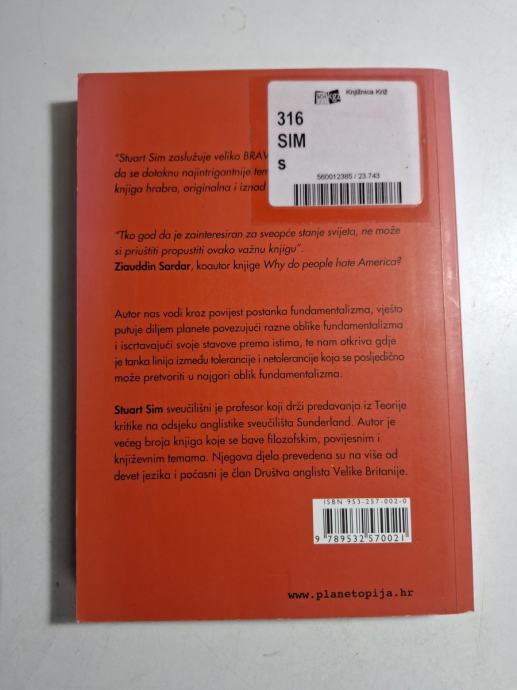 Knjižnica Križ
316
SIM
s
560012385 / 23.743
"Stuart Sim zaslužuje veliko BRAV
da se dotaknu najintrigantnije tem
knjiga hrabra, originalna i iznad
"Tko god da je zainteresiran za sveopće stanje svijeta, ne može
si priuštiti propustiti ovako važnu knjigu".
Ziauddin Sardar, koautor knjige Why do people hate America?
Autor nas vodi kroz povijest postanka fundamentalizma, vješto
putuje diljem planete povezujući razne oblike fundamentalizma
i iscrtavajući svoje stavove prema istima, te nam otkriva gdje
je tanka linija između tolerancije i netolerancije koja se posljedično
može pretvoriti u najgori oblik fundamentalizma.
Stuart Sim sveučilišni je profesor koji drži predavanja iz Teorije
kritike na odsjeku anglistike sveučilišta Sunderland. Autor je
većeg broja knjiga koje se bave filozofskim, povijesnim i
književnim temama. Njegova djela prevedena su na više od
devet jezika i počasni je član Društva anglista Velike Britanije.
ISBN 953-257-002-0
9 789532 570021
www.planetopija.hr